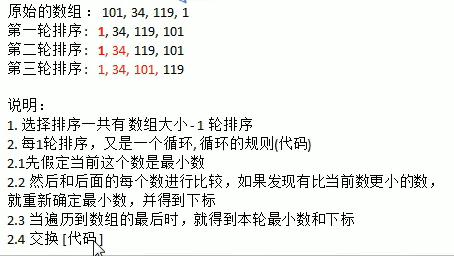 原始的数组 : 101, 34, 119, 1
第一轮排序: 1, 34, 119, 101
第二轮排序: 1, 34, 119, 101
第三轮排序: 1, 34, 101, 119
说明:
1. 选择排序一共有数组大小 - 1 轮排序
2. 每1轮排序，又是一个循环, 循环的规则(代码)
2.1先假定当前这个数是最小数
2.2 然后和后面的每个数进行比较，如果发现有比当前数更小的数，
就重新确定最小数，并得到下标
2.3 当遍历到数组的最后时，就得到本轮最小数和下标
2.4 交换 [代码 ]